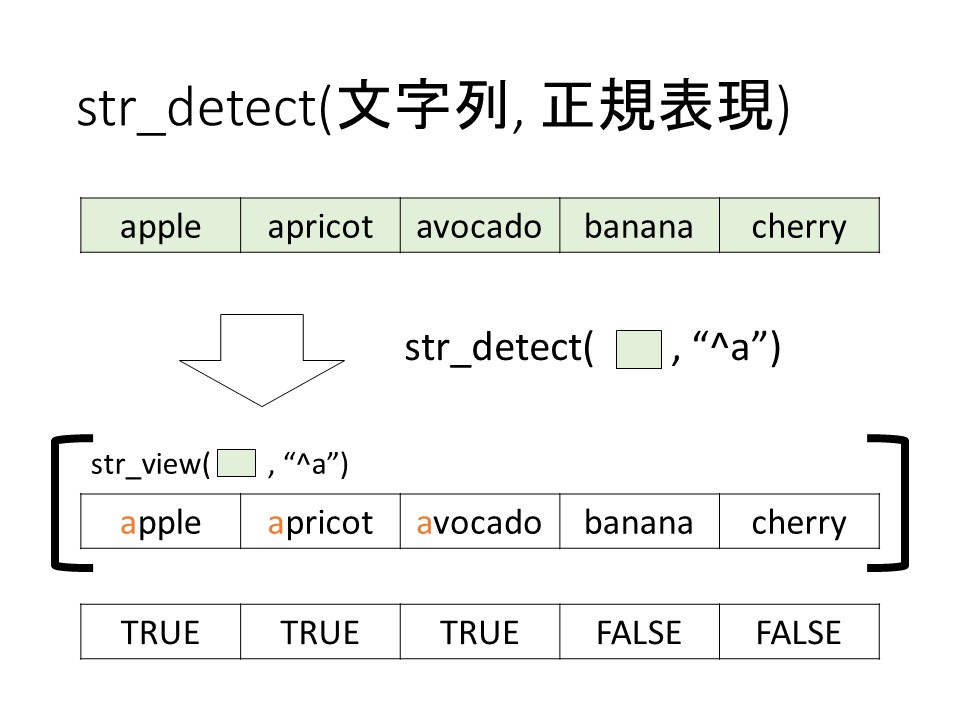 str_detect(文字列, 正規表現)
apple apricot avocado banana cherry
str_detect( , “^a”)
str_view( , “^a”)
apple apricot avocado banana cherry
TRUE TRUE TRUE FALSE FALSE